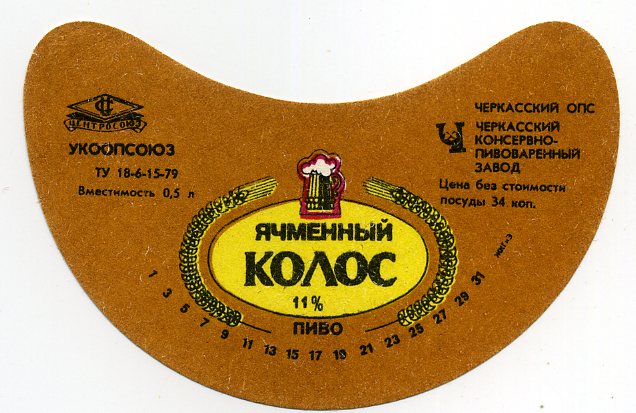 ЦЕНТРОСОЮЗ
УКООПСОЮЗ
ТУ 18-6-15-79
Вместимость 0,5 л
ЧЕРКАССКИЙ ОПС
ЧЕРКАССКИЙ
КОНСЕРВНО-
ПИВОВАРЕННЫЙ
ЗАВОД
Цена без стоимости
посуды 34 коп.
ЯЧМЕННЫЙ
КОЛОС
11%
ПИВО
1 3 5 7 9 11 13 15 17 19 21 23 25 27 29 31